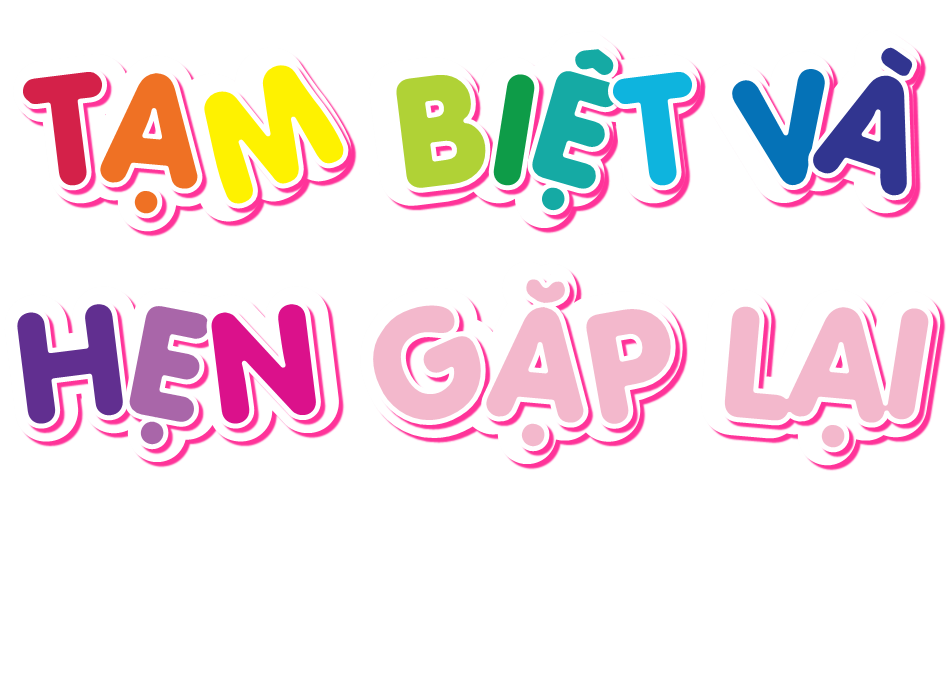 TẠM BIỆT VÀ
HẸN GẶP LẠI